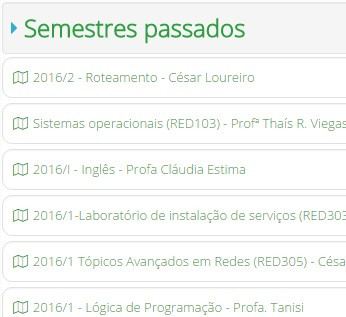 Semestres passados
2016/2 - Roteamento - César Loureiro
Sistemas operacionais (RED103) - Profª Thaís R. Viegas
2016/I - Inglês - Profa Cláudia Estima
2016/1-Laboratório de instalação de serviços (RED303
2016/1 Tópicos Avançados em Redes (RED305) - Césa
2016/1 - Lógica de Programação - Profa. Tanisi